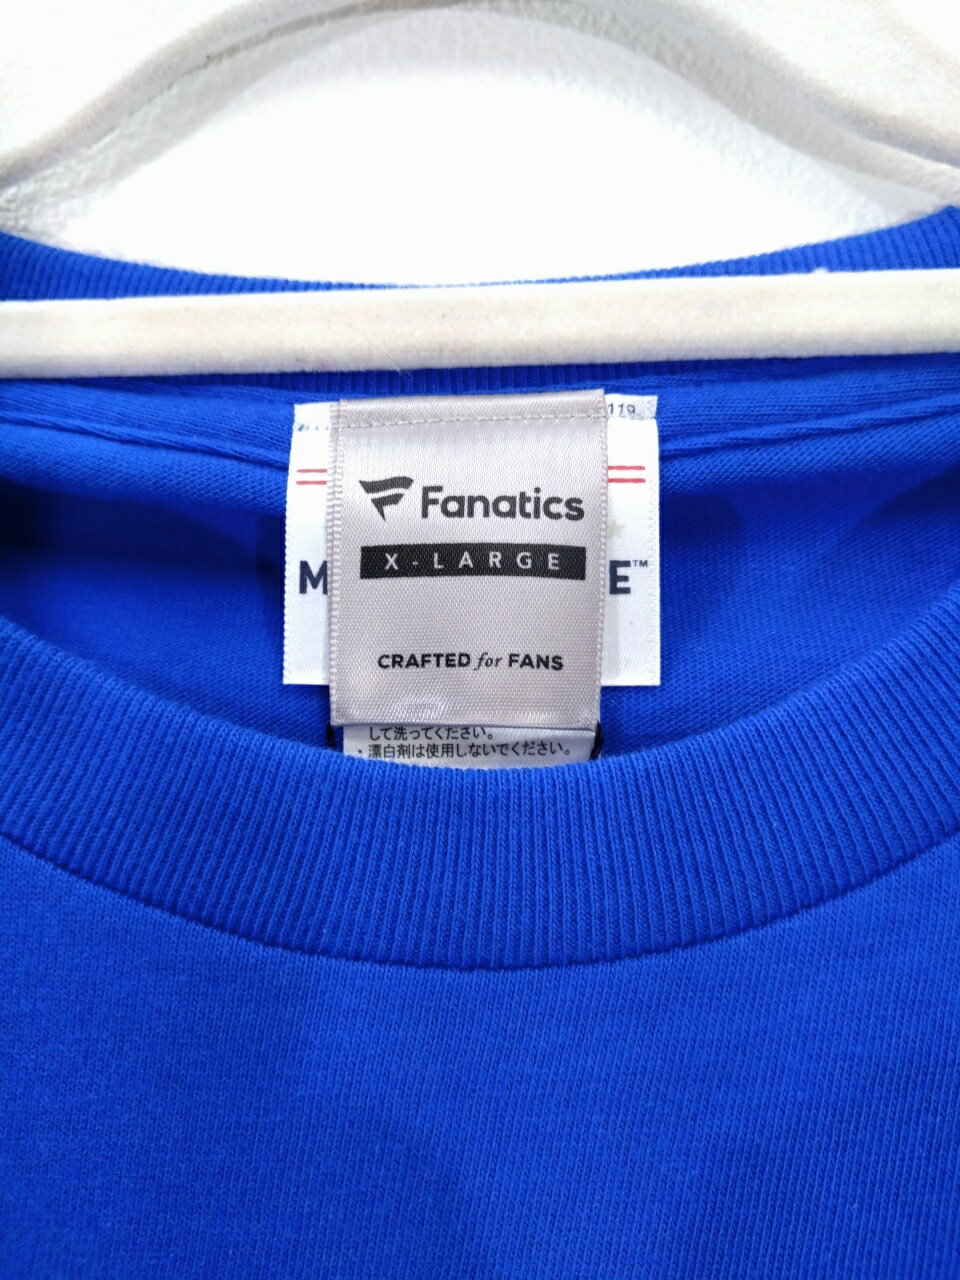 119
Fanatics
X-LARGE
M E™
CRAFTED for FANS
して洗ってください。
・漂白剤は使用しないでください。